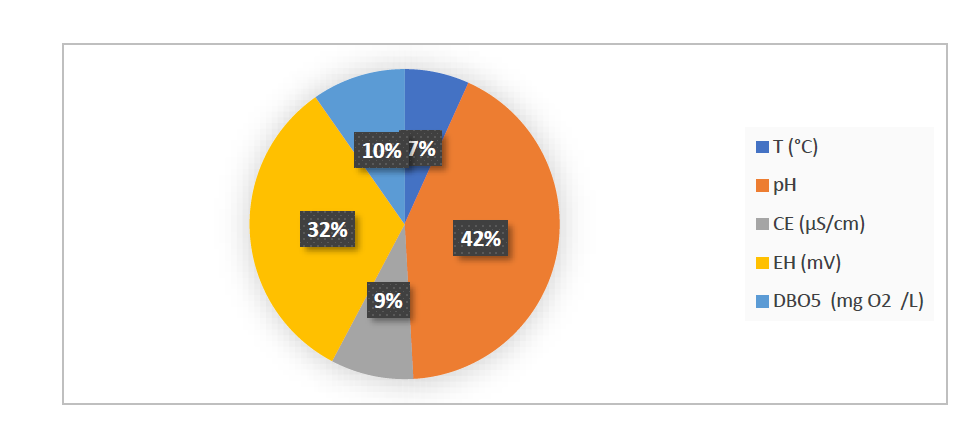 10%
7%
42%
32%
9%
T (°C)
pH
CE (µS/cm)
EH (mV)
DBO5  (mg O2  /L)